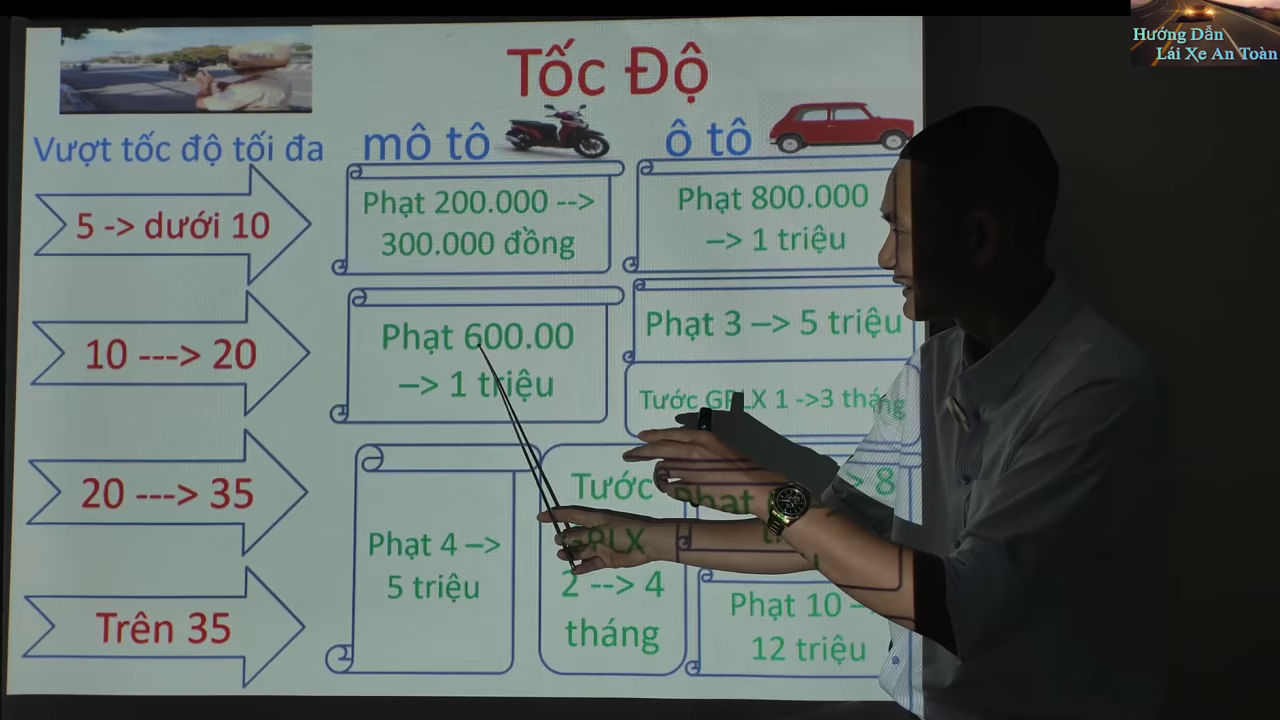 Hướng Dẫn
Lái Xe An Toàn
Tốc Độ
Vượt tốc độ tối đa
mô tô
ô tô
5 -> dưới 10
Phạt 200.000 -->
300.000 đồng
Phạt 800.000
–> 1 triệu
10 ---> 20
Phạt 600.00
–> 1 triệu
Phạt 3 –> 5 triệu
Tước GPLX 1 ->3 tháng
20 ---> 35
Trên 35
Phạt 4 –>
5 triệu
Tước
GPLX
2 --> 4
tháng
Phạt > 8
Phạt 10 –
12 triệu